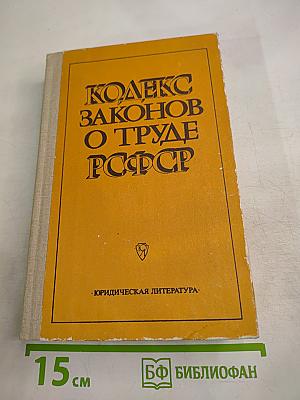 КОДЕКС
ЗАКОНОВ
О ТРУДЕ
РСФСР
·ЮРИДИЧЕСКАЯ ЛИТЕРАТУРА·
15 см
БФ БИБЛИОФАН